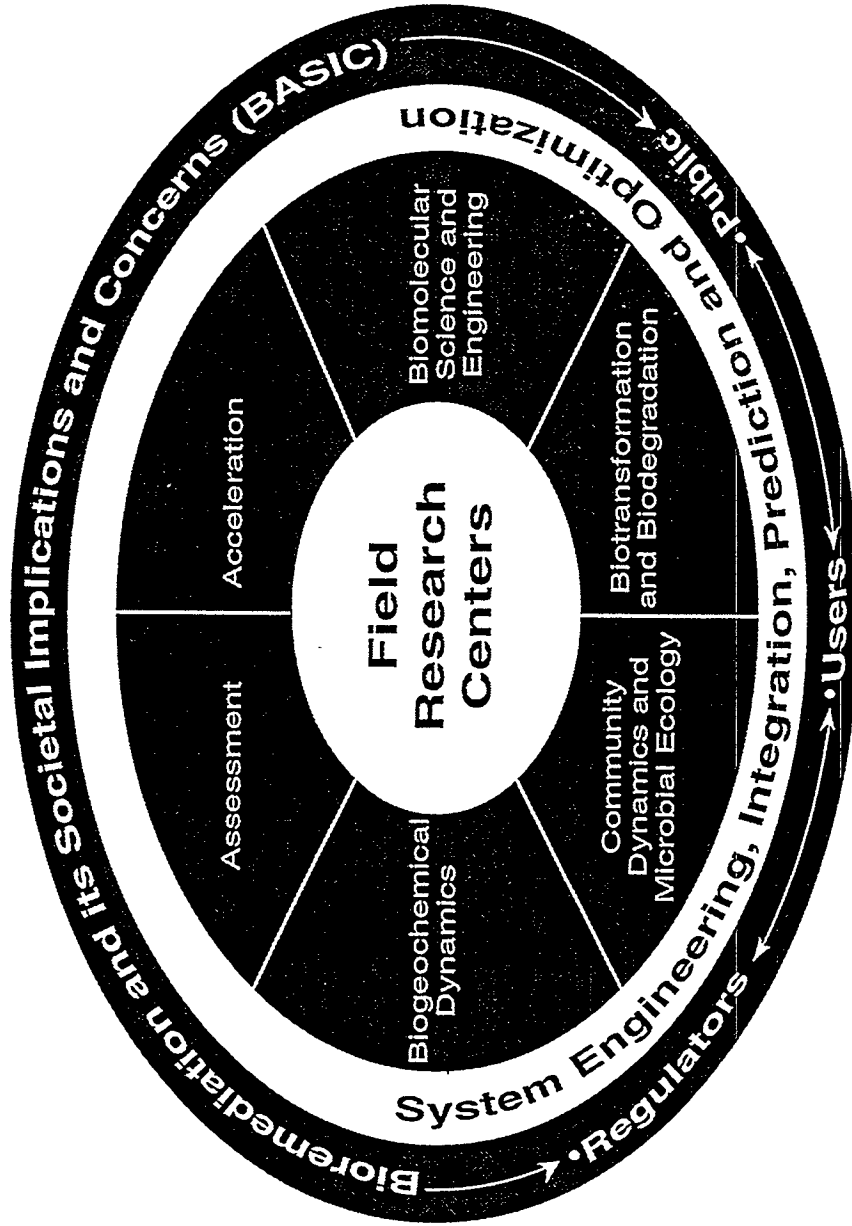 Bioremediation and its Societal Implications and Concerns (BASIC)
•Regulators
•Users
•Public
System Engineering, Integration, Prediction and Optimization
Assessment
Acceleration
Biogeochemical
Dynamics
Biomolecular
Science and
Engineering
Community
Dynamics and
Microbial Ecology
Biotransformation
and Biodegradation
Field
Research
Centers